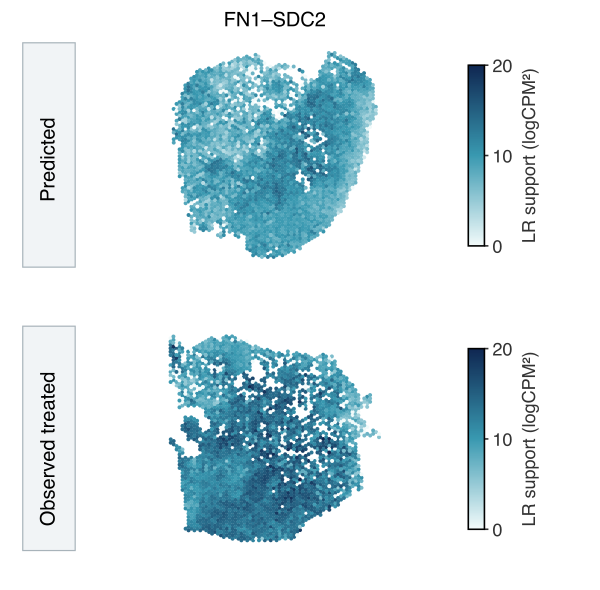 FN1–SDC2
Predicted
20
10
0
LR support (logCPM²)
Observed treated
20
10
0
LR support (logCPM²)